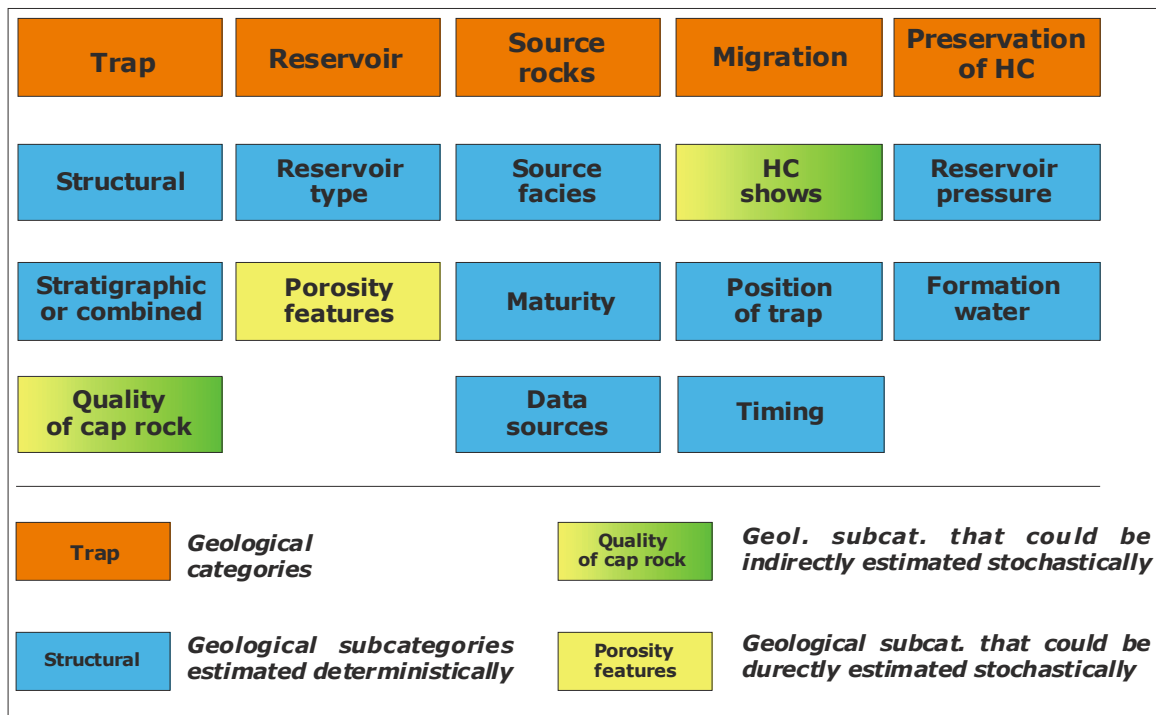 Trap
Reservoir
Source
rocks
Migration
Preservation
of HC
Structural
Reservoir
type
Source
facies
HC
shows
Reservoir
pressure
Stratigraphic
or combined
Porosity
features
Maturity
Position
of trap
Formation
water
Quality
of cap rock
Data
sources
Timing
Trap
Geological
categories
Quality
of cap rock
Geol. subcat. that could be
indirectly estimated stochastically
Structural
Geological subcategories
estimated deterministically
Porosity
features
Geological subcat. that could be
durectly estimated stochastically